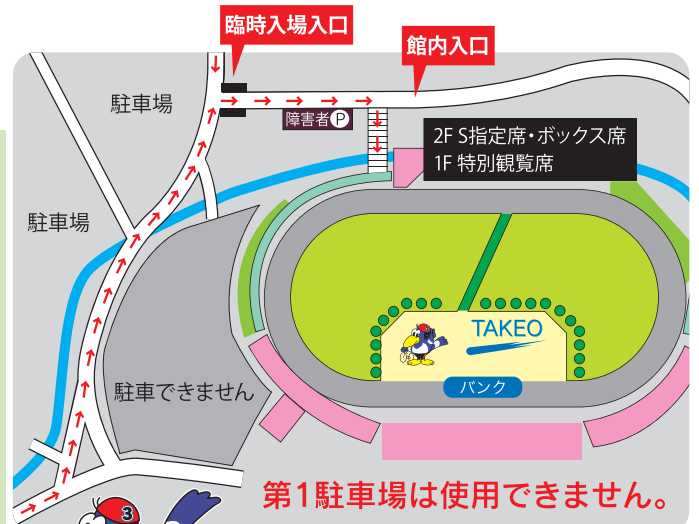 臨時入場入口
館内入口
駐車場
障害者P
2F S指定席・ボックス席
1F 特別観覧席
駐車場
TAKEO
駐車できません
バンク
第1駐車場は使用できません。
3